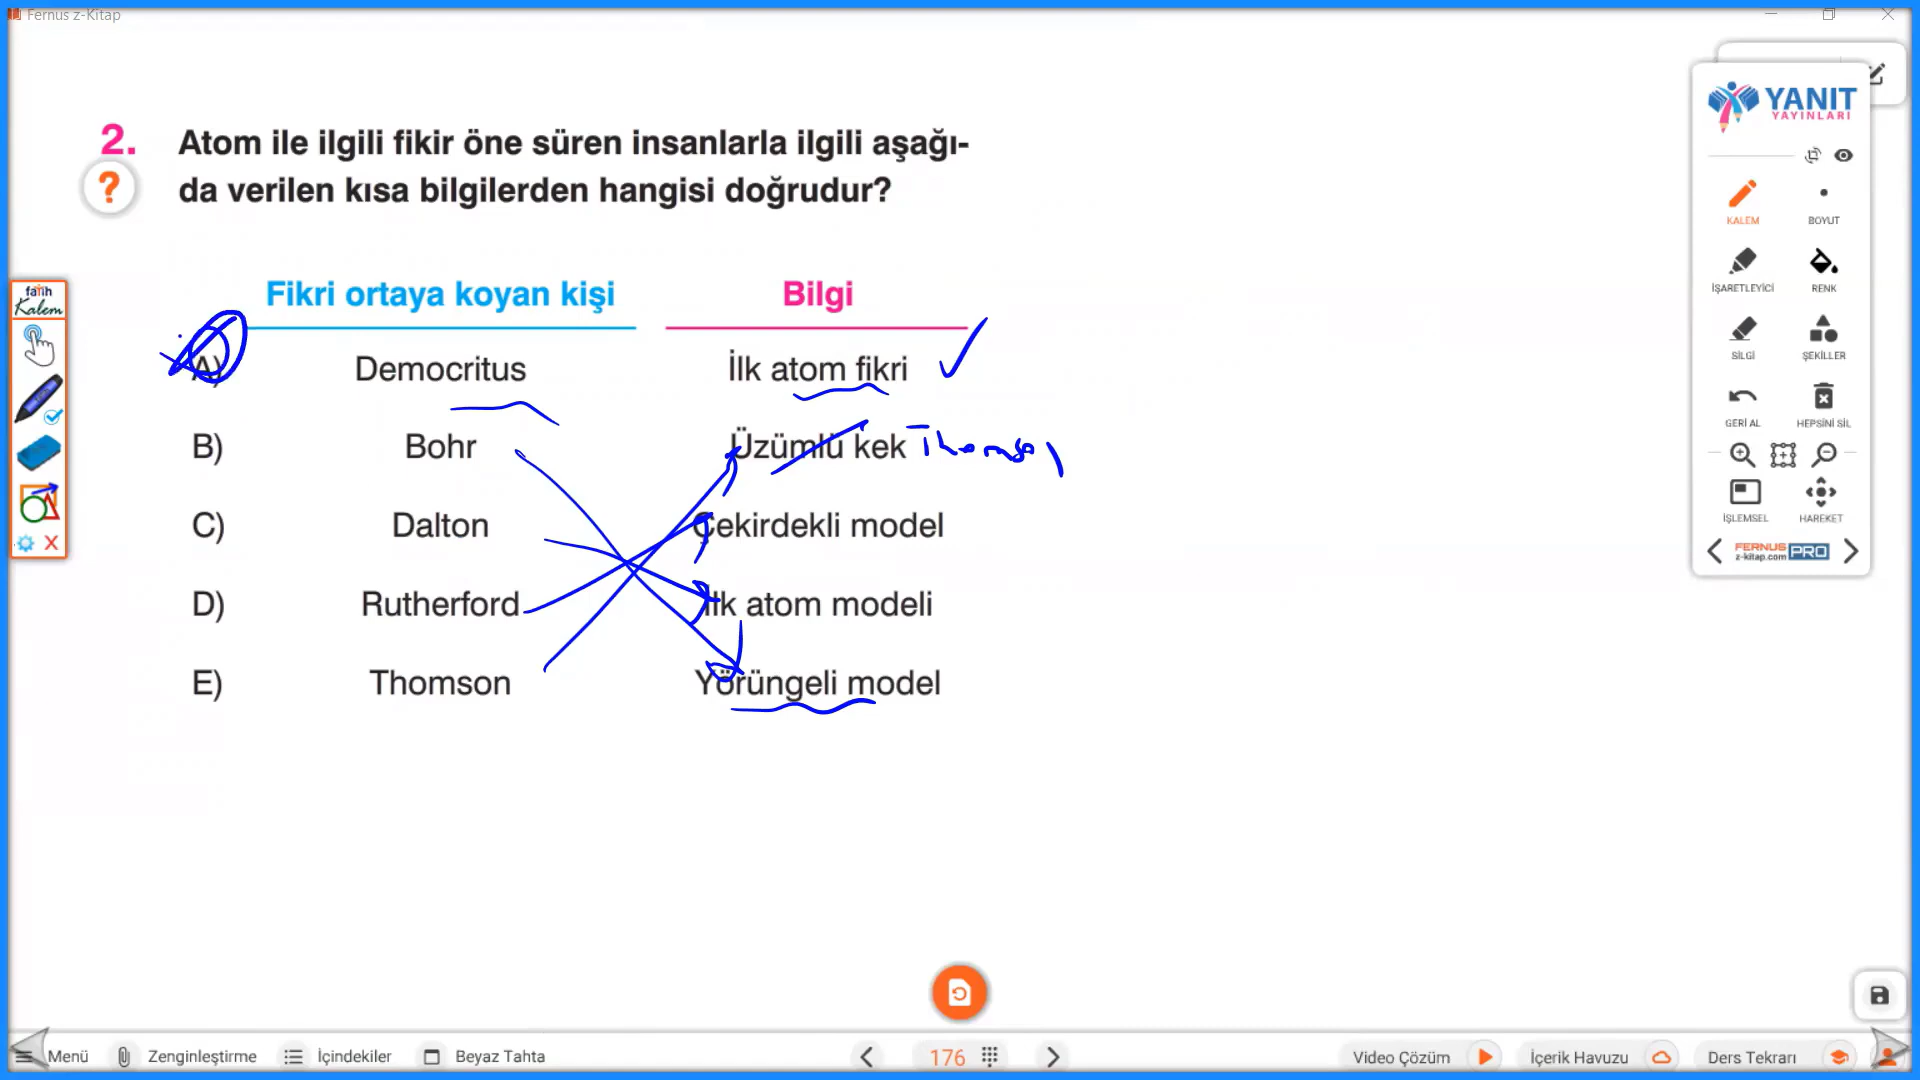 Fernus z-Kitap
2. Atom ile ilgili fikir öne süren insanlarla ilgili aşağı-
? da verilen kısa bilgilerden hangisi doğrudur?
Fikri ortaya koyan kişi Bilgi
A) Democritus İlk atom fikri
B) Bohr Üzümlü kek Thomson
C) Dalton Çekirdekli model
D) Rutherford İlk atom modeli
E) Thomson Yörüngeli model
fatih
Kalem
YANIT
YAYINLARI
KALEM BOYUT
İŞARETLEYİCİ RENK
SİLGİ ŞEKİLLER
GERİ AL HEPSİNİ SİL
İŞLEMSEL HAREKET
FERNUS PRO
z-kitap.com
Menü Zenginleştirme İçindekiler Beyaz Tahta 176 Video Çözüm İçerik Havuzu Ders Tekrarı